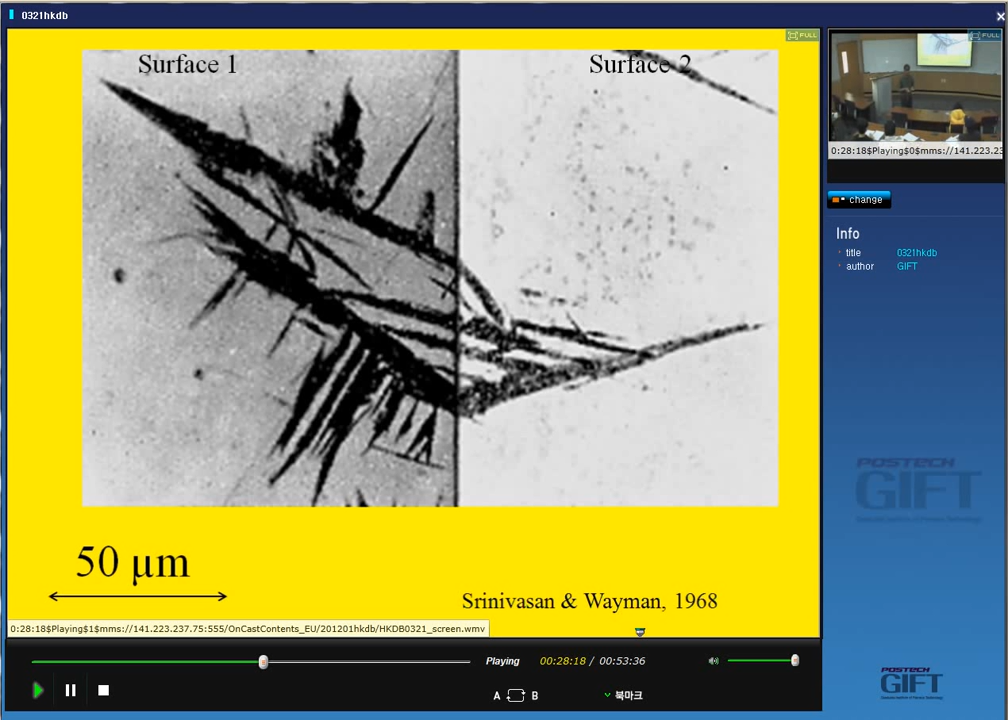 0321hkdb
FULL
Surface 1
Surface 2
50 μm
Srinivasan & Wayman, 1968
0:28:18$Playing$1$mms://141.223.237.75:555/OnCastContents_EU/201201hkdb/HKDB0321_screen.wmv
Playing 00:28:18 / 00:53:36
A B
북마크
FULL
0:28:18$Playing$0$mms://141.223.23
change
Info
title 0321hkdb
author GIFT
POSTECH
GIFT
POSTECH
GIFT